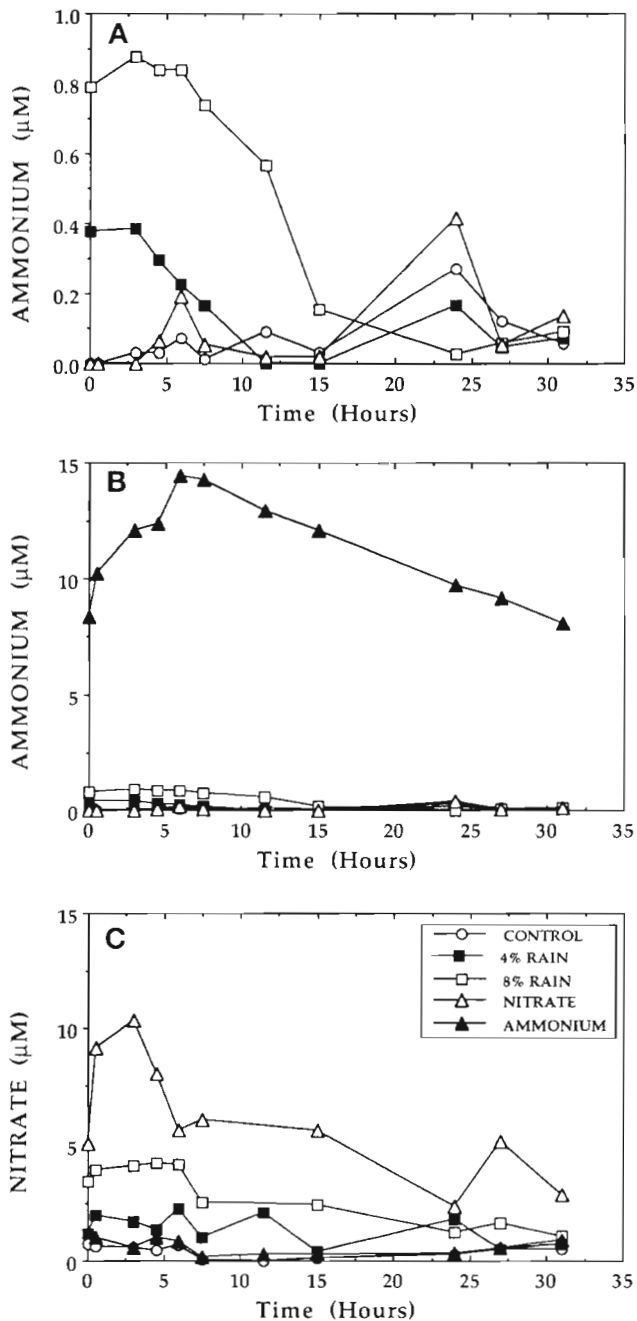 A
AMMONIUM (μM)
1.0
0.8
0.6
0.4
0.2
0.0
0 5 10 15 20 25 30 35
Time (Hours)
B
AMMONIUM (μM)
15
10
5
0
0 5 10 15 20 25 30 35
Time (Hours)
C
NITRATE (μM)
15
10
5
0
CONTROL
4% RAIN
8% RAIN
NITRATE
AMMONIUM
0 5 10 15 20 25 30 35
Time (Hours)